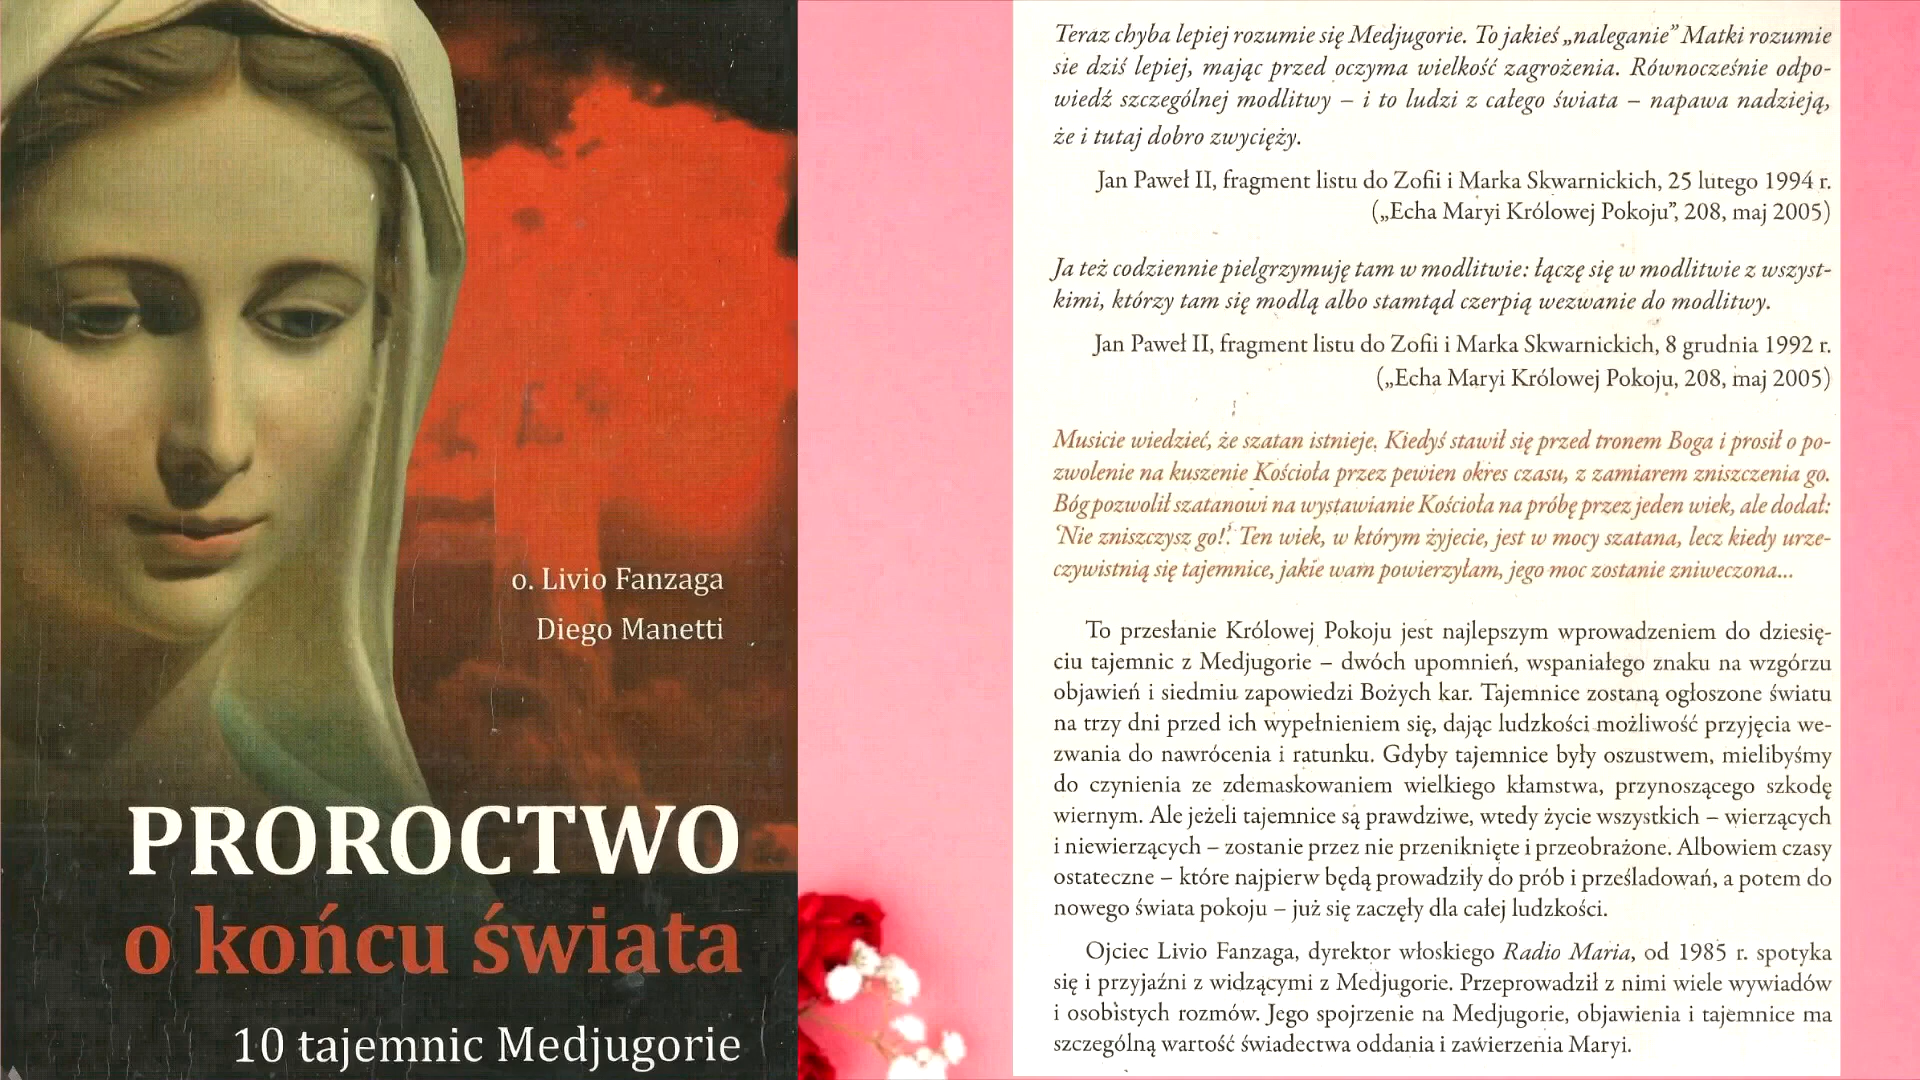 o. Livio Fanzaga
Diego Manetti
PROROCTWO
o końcu świata
10 tajemnic Medjugorie
Teraz chyba lepiej rozumie się Medjugorie. To jakieś „naleganie” Matki rozumie
sie dziś lepiej, mając przed oczyma wielkość zagrożenia. Równocześnie odpo-
wiedź szczególnej modlitwy – i to ludzi z całego świata – napawa nadzieją,
że i tutaj dobro zwycięży.
Jan Paweł II, fragment listu do Zofii i Marka Skwarnickich, 25 lutego 1994 r.
(„Echa Maryi Królowej Pokoju”, 208, maj 2005)
Ja też codziennie pielgrzymuję tam w modlitwie: łączę się w modlitwie z wszyst-
kimi, którzy tam się modlą albo stamtąd czerpią wezwanie do modlitwy.
Jan Paweł II, fragment listu do Zofii i Marka Skwarnickich, 8 grudnia 1992 r.
(„Echa Maryi Królowej Pokoju, 208, maj 2005)
Musicie wiedzieć, że szatan istnieje. Kiedyś stawił się przed tronem Boga i prosił o po-
zwolenie na kuszenie Kościoła przez pewien okres czasu, z zamiarem zniszczenia go.
Bóg pozwolił szatanowi na wystawianie Kościoła na próbę przez jeden wiek, ale dodał:
‘Nie zniszczysz go!’. Ten wiek, w którym żyjecie, jest w mocy szatana, lecz kiedy urze-
czywistnią się tajemnice, jakie wam powierzyłam, jego moc zostanie zniweczona...
To przesłanie Królowej Pokoju jest najlepszym wprowadzeniem do dziesię-
ciu tajemnic z Medjugorie – dwóch upomnień, wspaniałego znaku na wzgórzu
objawień i siedmiu zapowiedzi Bożych kar. Tajemnice zostaną ogłoszone światu
na trzy dni przed ich wypełnieniem się, dając ludzkości możliwość przyjęcia we-
zwania do nawrócenia i ratunku. Gdyby tajemnice były oszustwem, mielibyśmy
do czynienia ze zdemaskowaniem wielkiego kłamstwa, przynoszącego szkodę
wiernym. Ale jeżeli tajemnice są prawdziwe, wtedy życie wszystkich – wierzących
i niewierzących – zostanie przez nie przeniknięte i przeobrażone. Albowiem czasy
ostateczne – które najpierw będą prowadziły do prób i prześladowań, a potem do
nowego świata pokoju – już się zaczęły dla całej ludzkości.
Ojciec Livio Fanzaga, dyrektor włoskiego Radio Maria, od 1985 r. spotyka
się i przyjaźni z widzącymi z Medjugorie. Przeprowadził z nimi wiele wywiadów
i osobistych rozmów. Jego spojrzenie na Medjugorie, objawienia i tajemnice ma
szczególną wartość świadectwa oddania i zawierzenia Maryi.